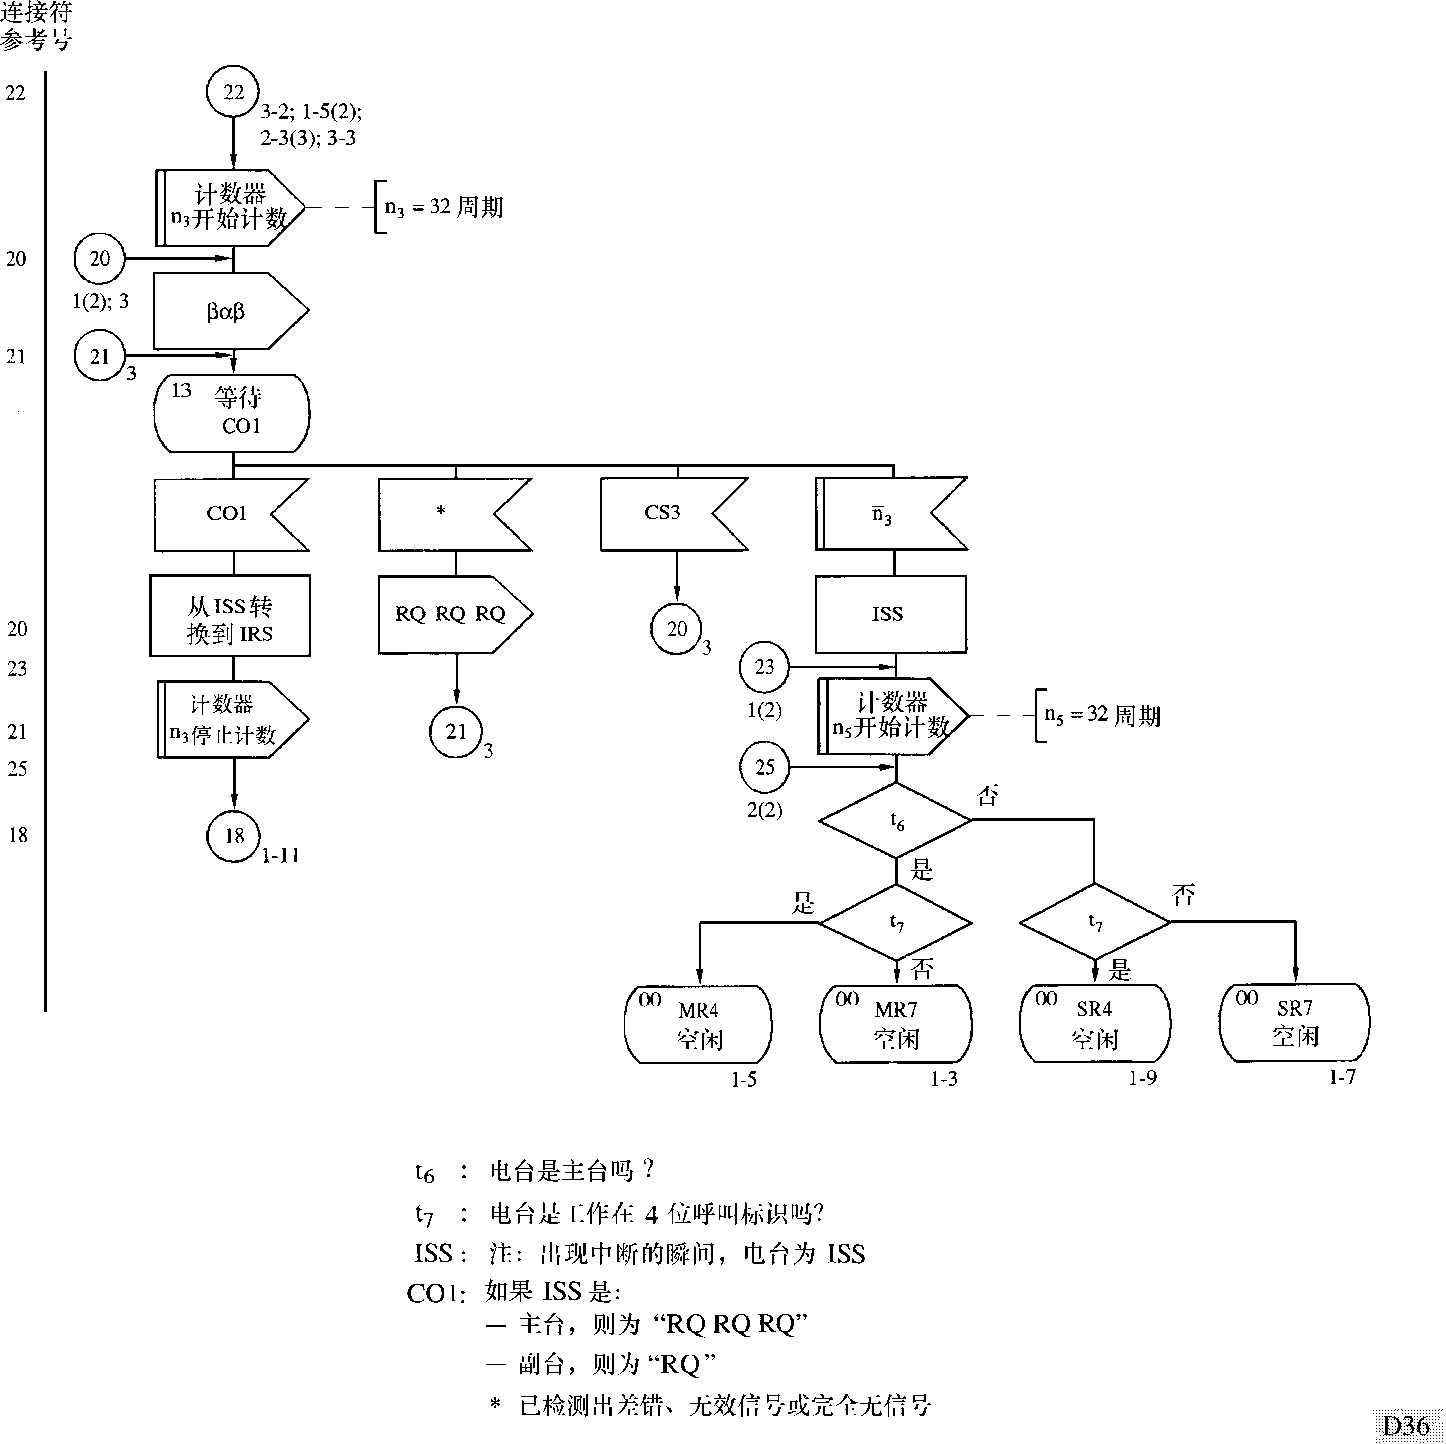 连接符
参考号
22
22
3-2; 1-5(2);
2-3(3); 3-3
计数器
n₃开始计数
n₃ = 32 周期
20
20
1(2); 3
βαβ
21
21
3
13 等待
CO1
CO1
*
CS3
n̅₃
从 ISS 转
换到 IRS
RQ RQ RQ
20
3
ISS
20
23
23
1(2)
计数器
n₃停止计数
21
3
计数器
n₅开始计数
n₅ = 32 周期
21
25
25
2(2)
18
18
1-11
t₆
否
是
是
t₇
否
t₇
否
是
00 MR4
空闲
1-5
00 MR7
空闲
1-3
00 SR4
空闲
1-9
00 SR7
空闲
1-7
t₆ : 电台是主台吗？
t₇ : 电台是工作在 4 位呼叫标识吗?
ISS : 注：出现中断的瞬间，电台为 ISS
CO1: 如果 ISS 是:
— 主台，则为 “RQ RQ RQ”
— 副台，则为 “RQ”
* 已检测出差错、无效信号或完全无信号
D36